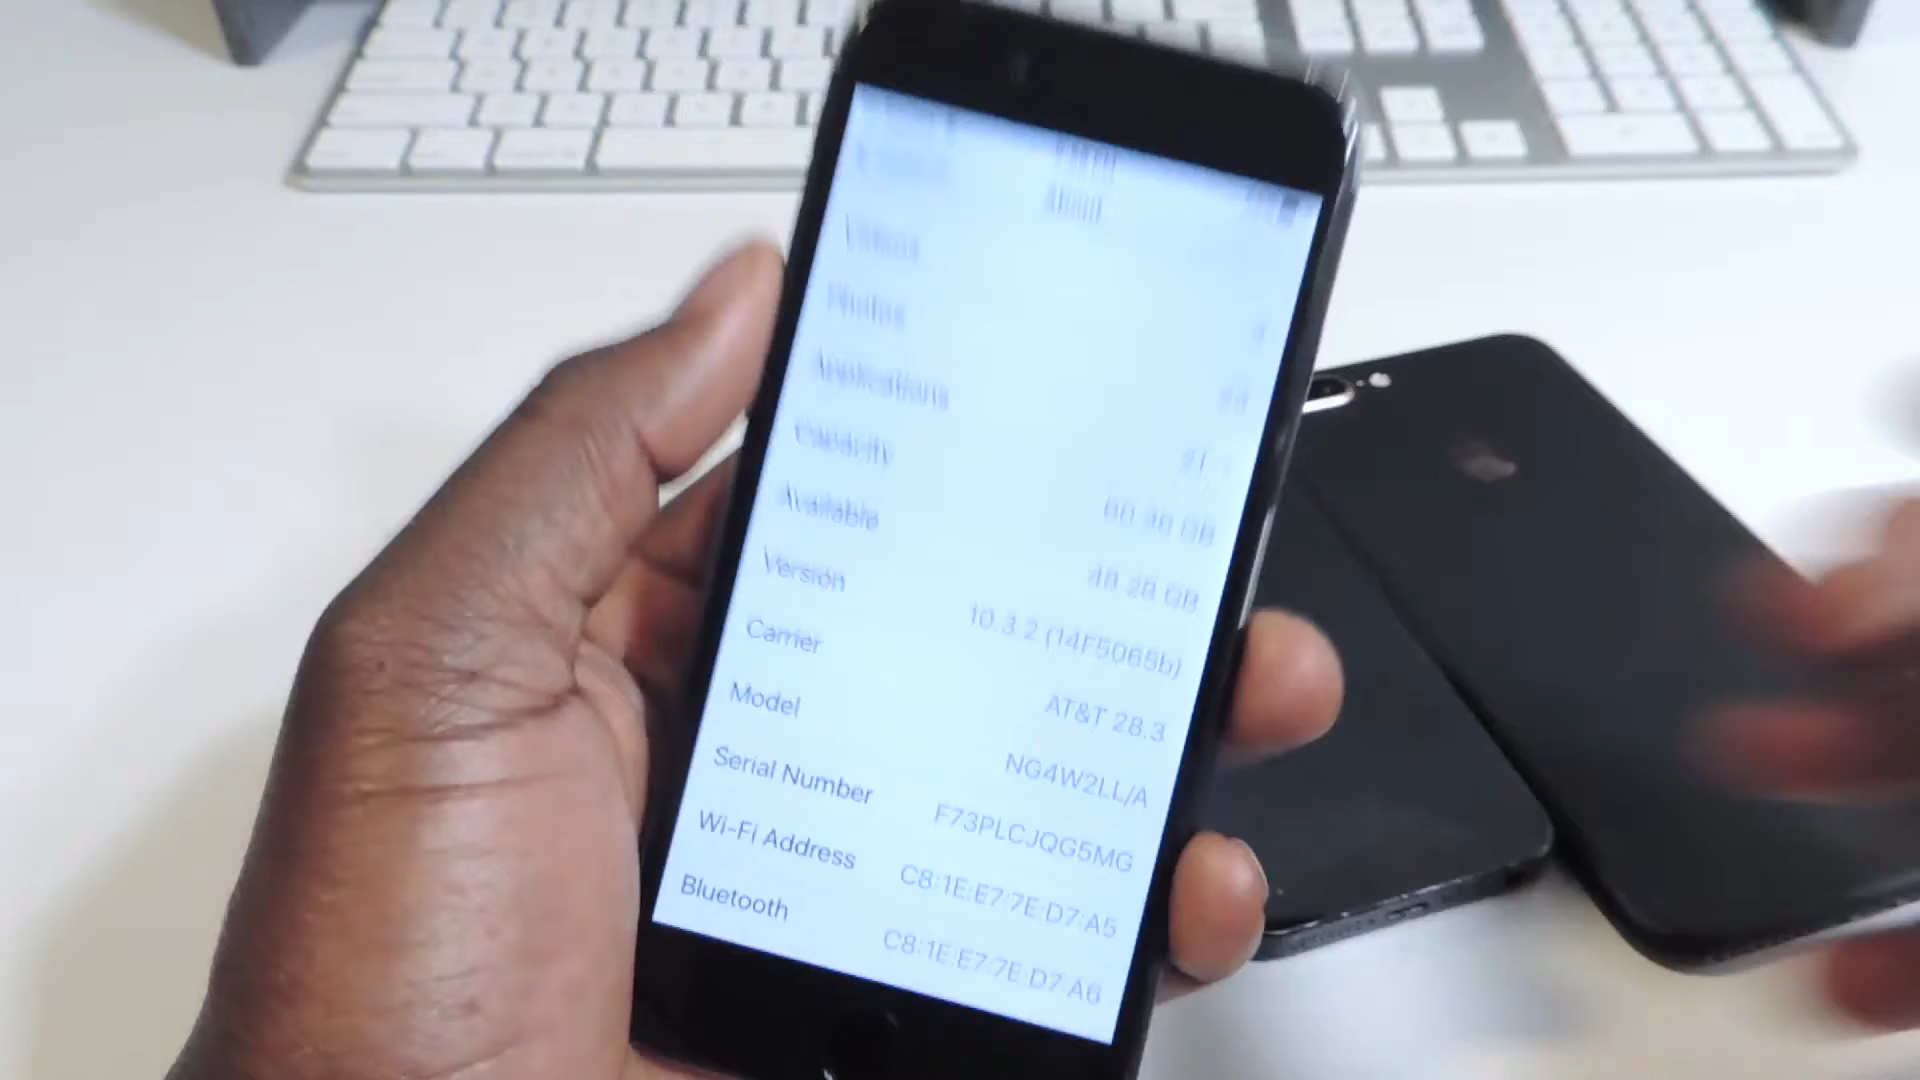 About
Videos
Photos
Applications
Capacity
Available
Version 10.3.2 (14F5065b)
Carrier AT&T 28.3
Model NG4W2LL/A
Serial Number F73PLCJQG5MG
Wi-Fi Address C8:1E:E7:7E:D7:A5
Bluetooth C8:1E:E7:7E:D7:A6